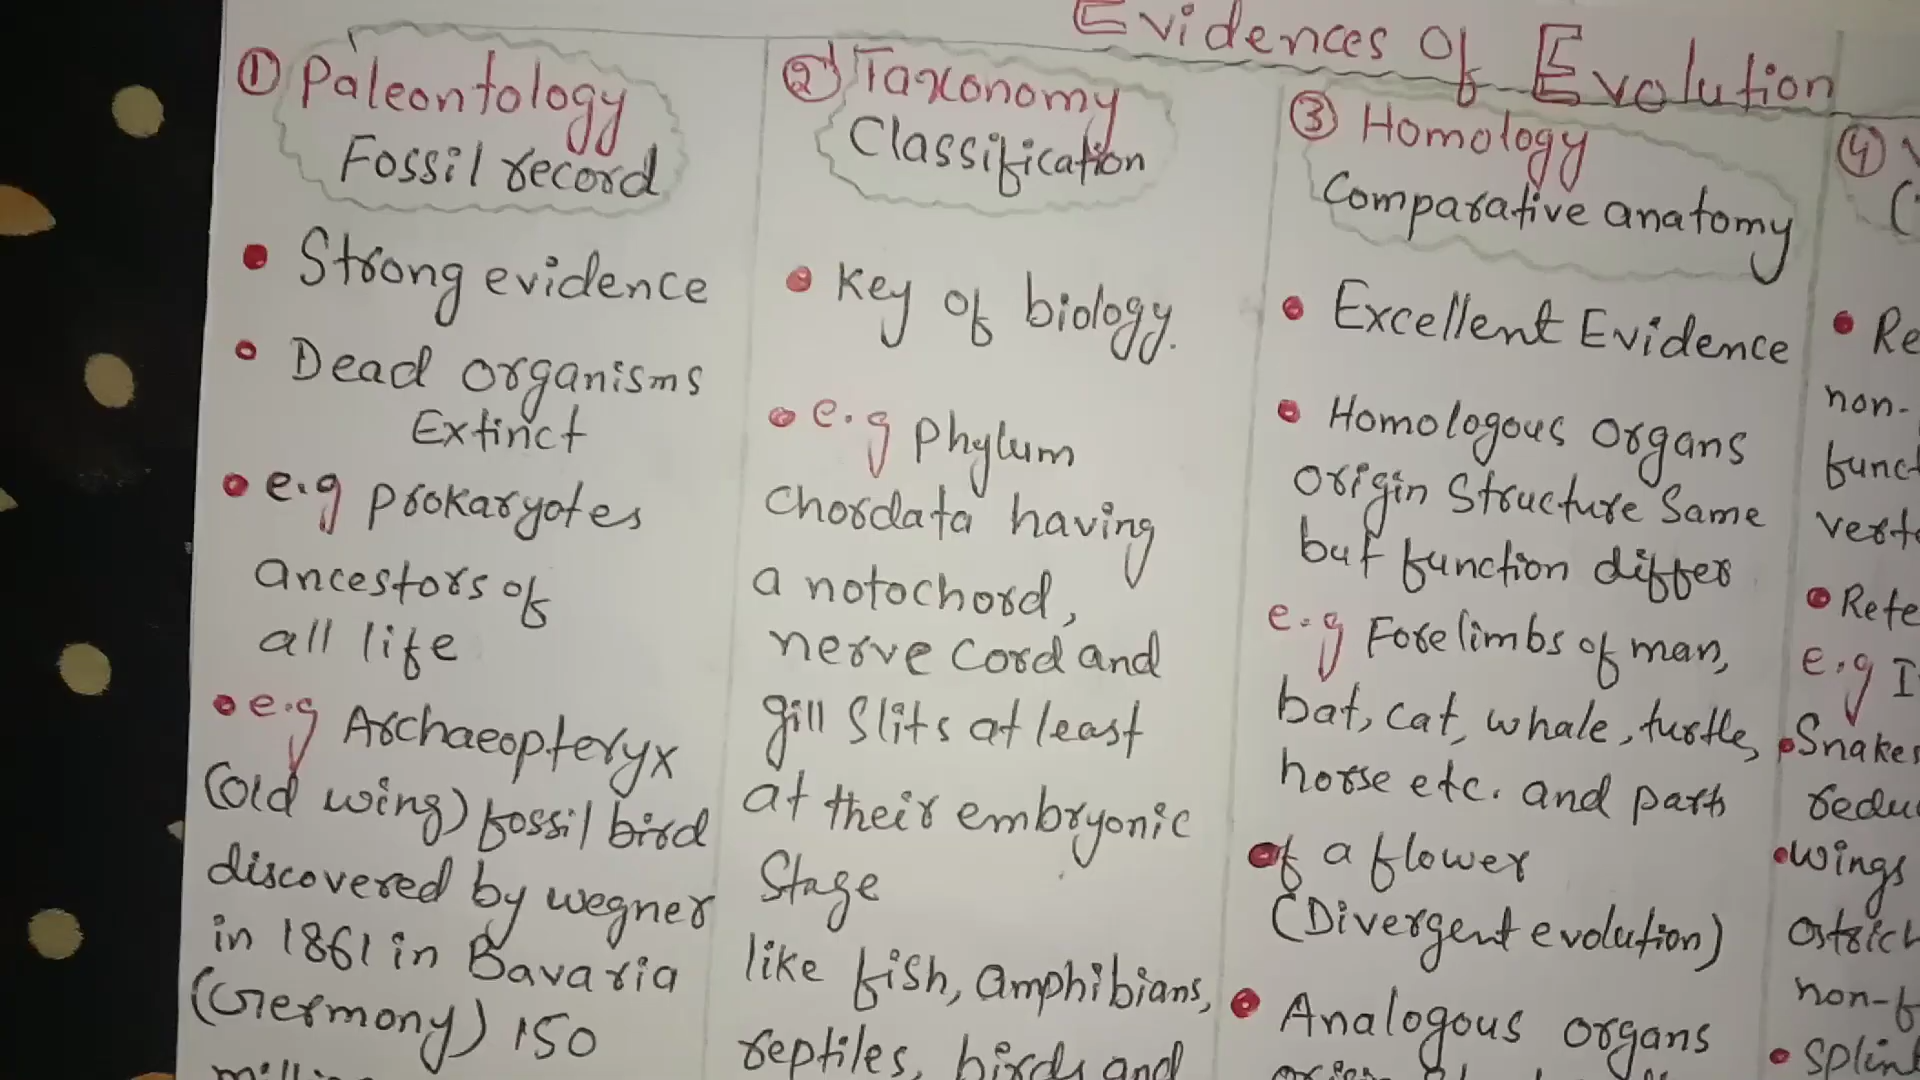 Evidences Of Evolution
① Paleontology
Fossil record
• Strong evidence
• Dead organisms
Extinct
• e.g prokaryotes
ancestors of
all life
• e.g Archaeopteryx
(old wing) fossil bird
discovered by wegner
in 1861 in Bavaria
(Germony) 150
② Taxonomy
Classification
• Key of biology.
• e.g phylum
chordata having
a notochord,
nerve cord and
gill slits at least
at their embryonic
Stage
like fish, amphibians,
reptiles, birds and
③ Homology
Comparative anatomy
• Excellent Evidence
• Homologous organs
origin Structure Same
but function differ
e.g Forelimbs of man,
bat, cat, whale, turtle,
horse etc. and parts
of a flower
(Divergent evolution)
• Analogous organs
④
• Re
non-
funct
verte
• Refe
e.g I
• Snakes
redu
• wings
ostrich
non-f
• splin